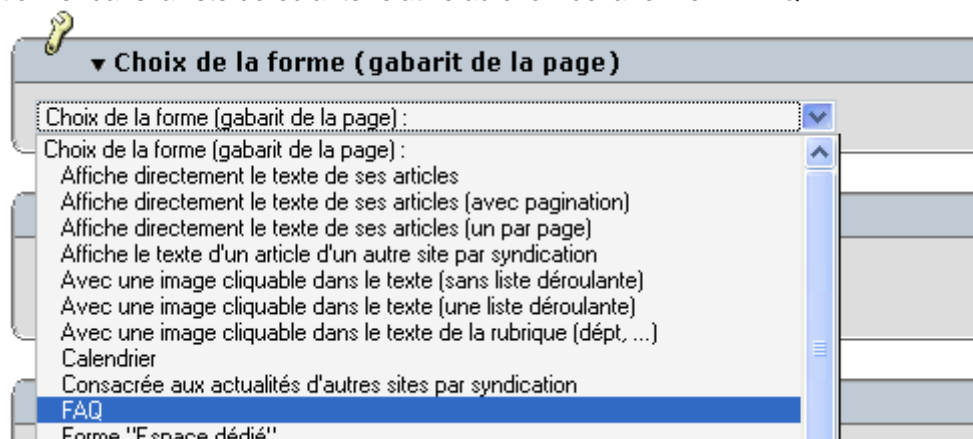 ▼ Choix de la forme (gabarit de la page)
Choix de la forme (gabarit de la page) :
Choix de la forme (gabarit de la page) :
Affiche directement le texte de ses articles
Affiche directement le texte de ses articles (avec pagination)
Affiche directement le texte de ses articles (un par page)
Affiche le texte d'un article d'un autre site par syndication
Avec une image cliquable dans le texte (sans liste déroulante)
Avec une image cliquable dans le texte (une liste déroulante)
Avec une image cliquable dans le texte de la rubrique (dépt, ...)
Calendrier
Consacrée aux actualités d'autres sites par syndication
FAQ
Forme "Espace dédié"